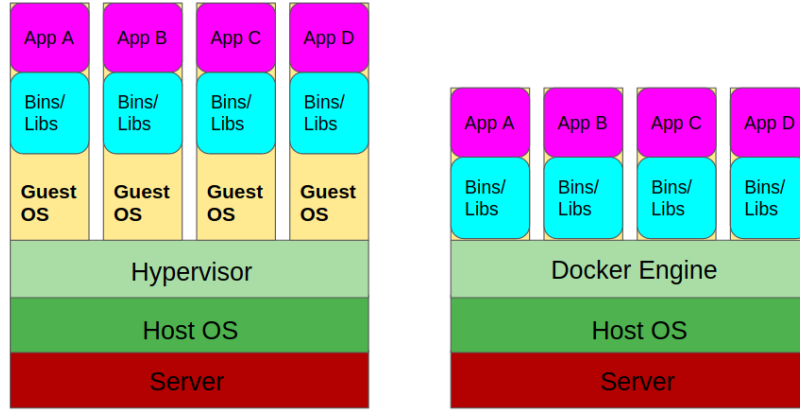 App A
App B
App C
App D
Bins/
Libs
Bins/
Libs
Bins/
Libs
Bins/
Libs
Guest
OS
Guest
OS
Guest
OS
Guest
OS
Hypervisor
Host OS
Server
App A
App B
App C
App D
Bins/
Libs
Bins/
Libs
Bins/
Libs
Bins/
Libs
Docker Engine
Host OS
Server